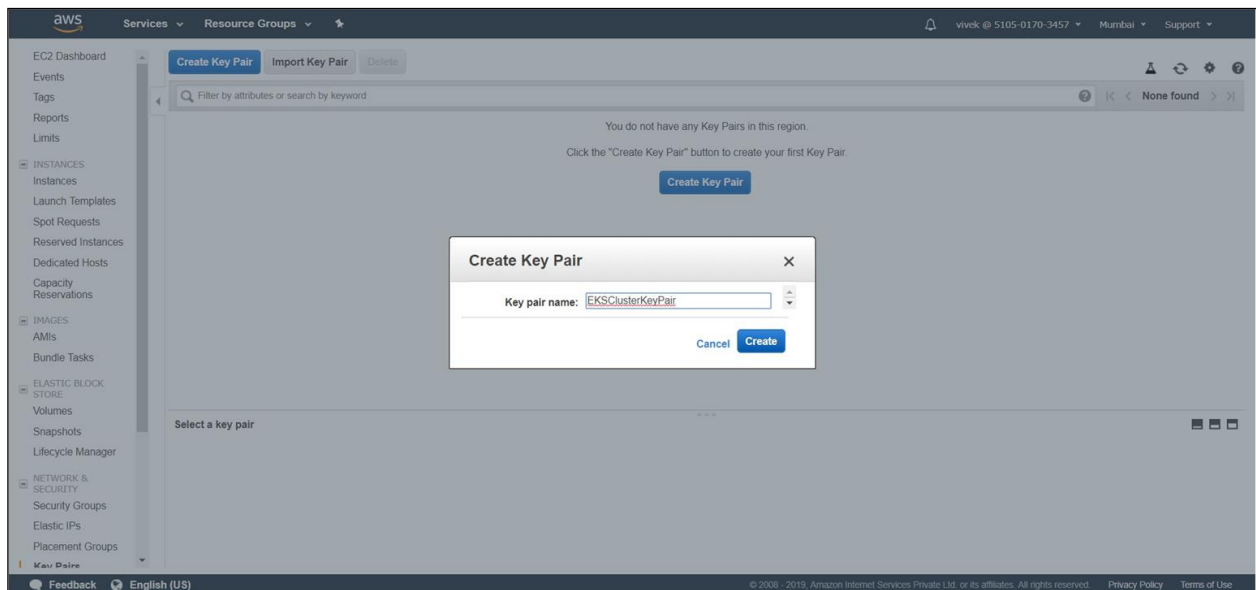 aws Services Resource Groups vivek @ 5105-0170-3457 Mumbai Support
EC2 Dashboard
Events
Tags
Reports
Limits
INSTANCES
Instances
Launch Templates
Spot Requests
Reserved Instances
Dedicated Hosts
Capacity
Reservations
IMAGES
AMIs
Bundle Tasks
ELASTIC BLOCK
STORE
Volumes
Snapshots
Lifecycle Manager
NETWORK &
SECURITY
Security Groups
Elastic IPs
Placement Groups
Key Pairs
Create Key Pair Import Key Pair Delete
Filter by attributes or search by keyword
None found
You do not have any Key Pairs in this region.
Click the "Create Key Pair" button to create your first Key Pair.
Create Key Pair
Create Key Pair
Key pair name: EKSClusterKeyPair
Cancel Create
Select a key pair
Feedback English (US) © 2008 - 2019, Amazon Internet Services Private Ltd. or its affiliates. All rights reserved. Privacy Policy Terms of Use